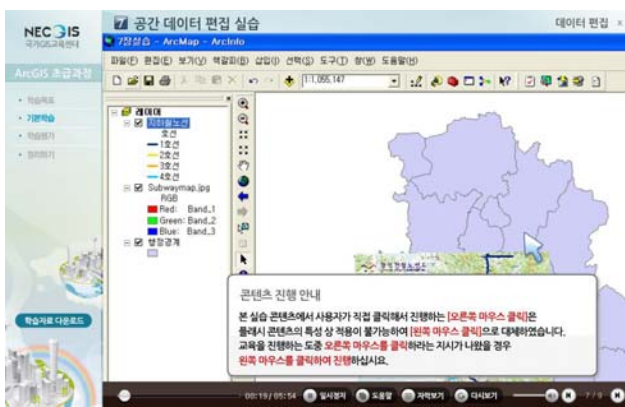 NEC GIS
국가GIS교육센터
ArcGIS 초급과정
학습목표
기본학습
학습평가
정리하기
학습자료 다운로드
7 공간 데이터 편집 실습
데이터 편집 ×
7장실습 - ArcMap - ArcInfo
파일(F) 편집(E) 보기(V) 책갈피(B) 삽입(I) 선택(S) 도구(T) 창(W) 도움말(H)
1:1,055,147
레이어
지하철노선
호선
1호선
2호선
3호선
4호선
Subwaymap.jpg
RGB
Red: Band_1
Green: Band_2
Blue: Band_3
행정경계
콘텐츠 진행 안내
본 실습 콘텐츠에서 사용자가 직접 클릭해서 진행하는 [오른쪽 마우스 클릭]은
플래시 콘텐츠의 특성 상 적용이 불가능하여 [왼쪽 마우스 클릭]으로 대체하였습니다.
교육을 진행하는 도중 오른쪽 마우스를 클릭하라는 지시가 나왔을 경우
왼쪽 마우스를 클릭하여 진행하십시요.
00:19 / 05:54 일시정지 도움말 자막보기 다시보기 7 / 8